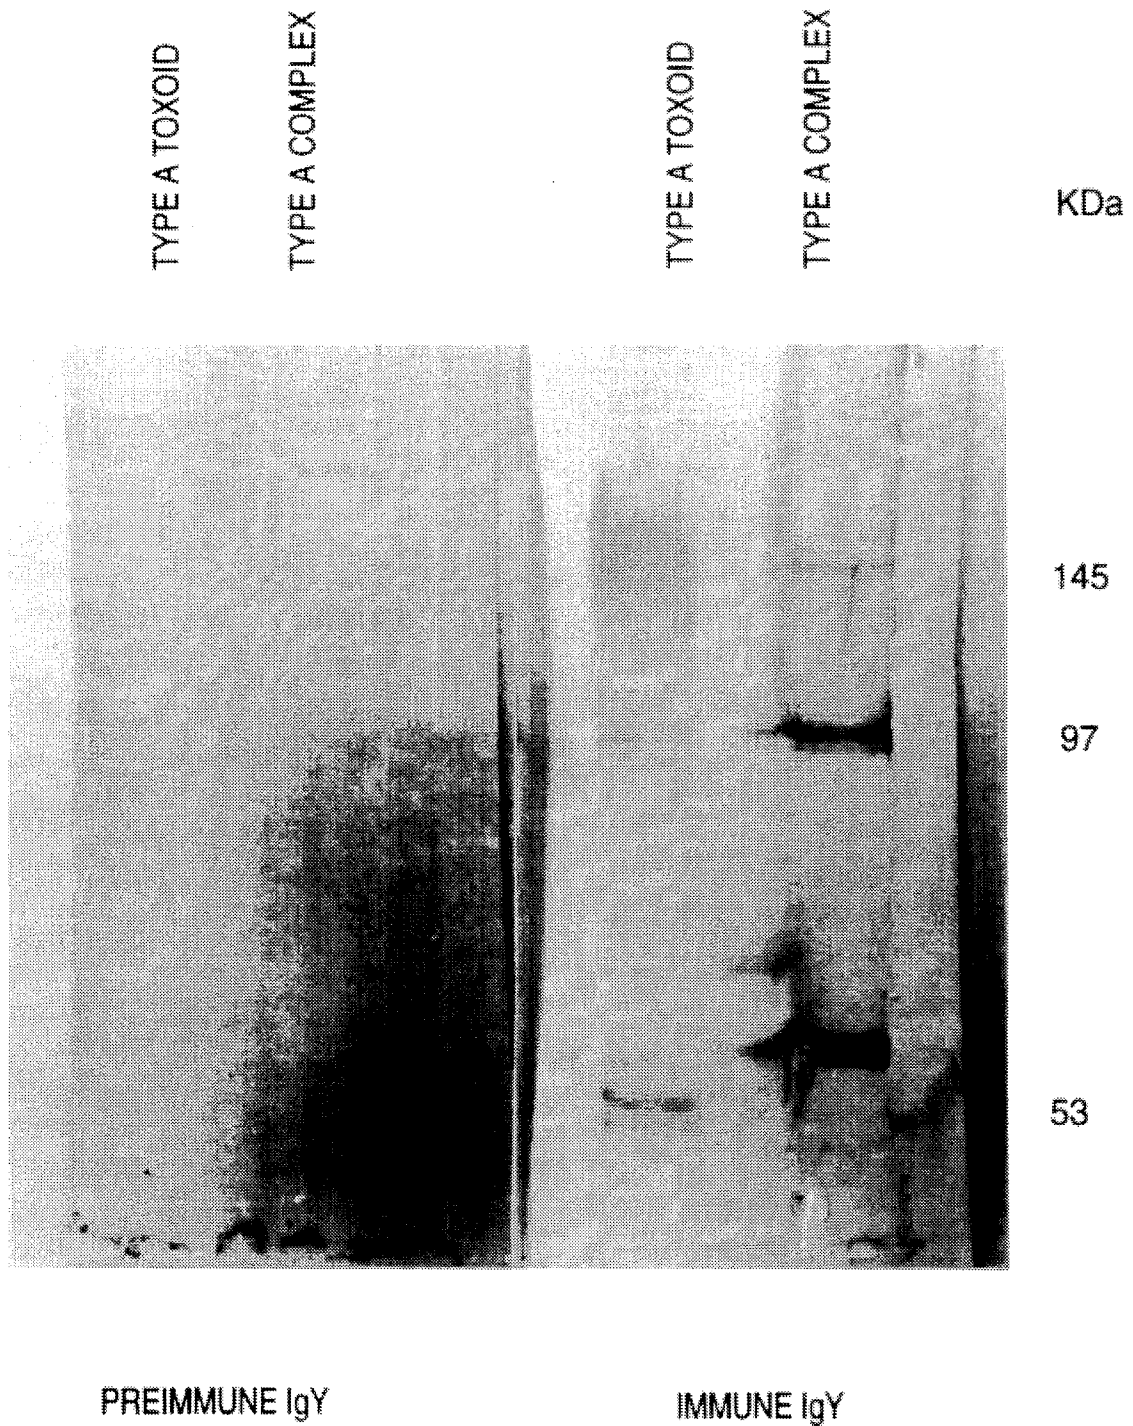 TYPE A TOXOID
TYPE A COMPLEX
TYPE A TOXOID
TYPE A COMPLEX
KDa
145
97
53
PREIMMUNE IgY
IMMUNE IgY